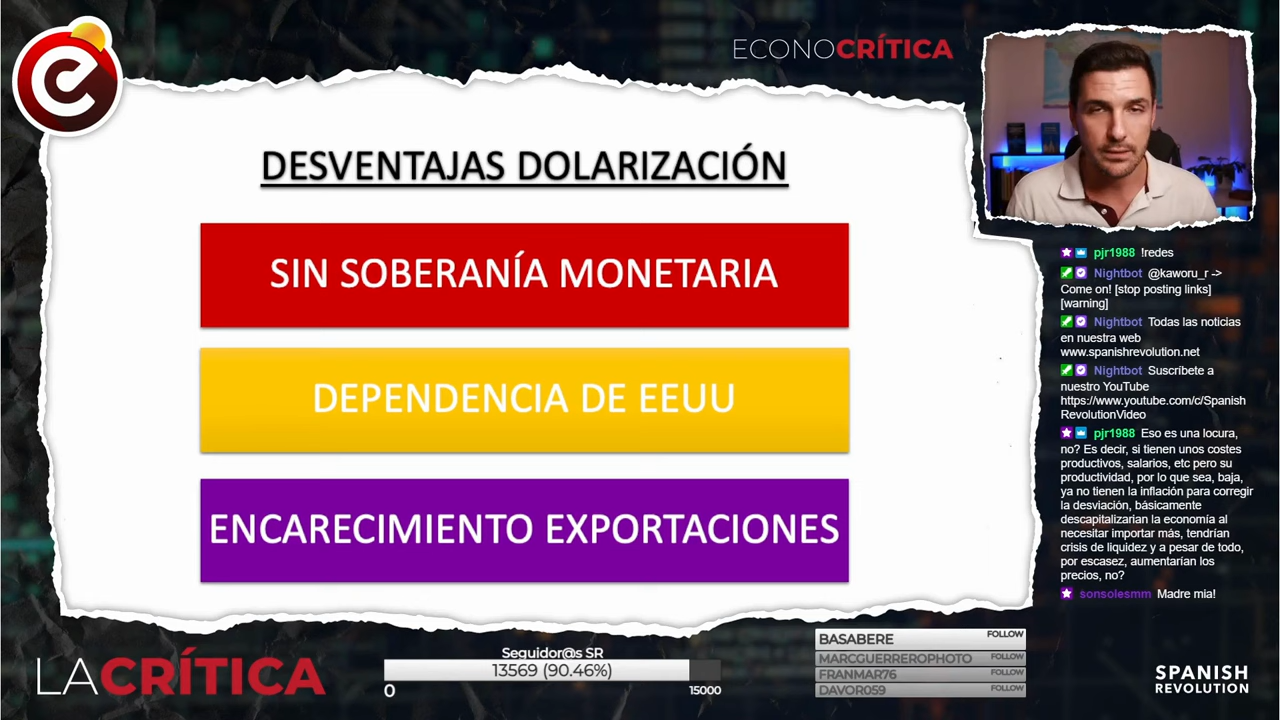 ECONOCRÍTICA
DESVENTAJAS DOLARIZACIÓN
SIN SOBERANÍA MONETARIA
DEPENDENCIA DE EEUU
ENCARECIMIENTO EXPORTACIONES
pjr1988 !redes
Nightbot @kaworu_r ->
Come on! [stop posting links]
[warning]
Nightbot Todas las noticias
en nuestra web
www.spanishrevolution.net
Nightbot Suscríbete a
nuestro YouTube
https://www.youtube.com/c/Spanish
RevolutionVideo
pjr1988 Eso es una locura,
no? Es decir, si tienen unos costes
productivos, salarios, etc pero su
productividad, por lo que sea, baja,
ya no tienen la inflación para corregir
la desviación, básicamente
descapitalizarian la economía al
necesitar importar más, tendrían
crisis de liquidez y a pesar de todo,
por escasez, aumentarían los
precios, no?
sonsolesmm Madre mia!
LA CRÍTICA
Seguidor@s SR
13569 (90.46%)
0
15000
BASABERE FOLLOW
MARCGUERREROPHOTO FOLLOW
FRANMAR76 FOLLOW
DAVOR059 FOLLOW
SPANISH
REVOLUTION